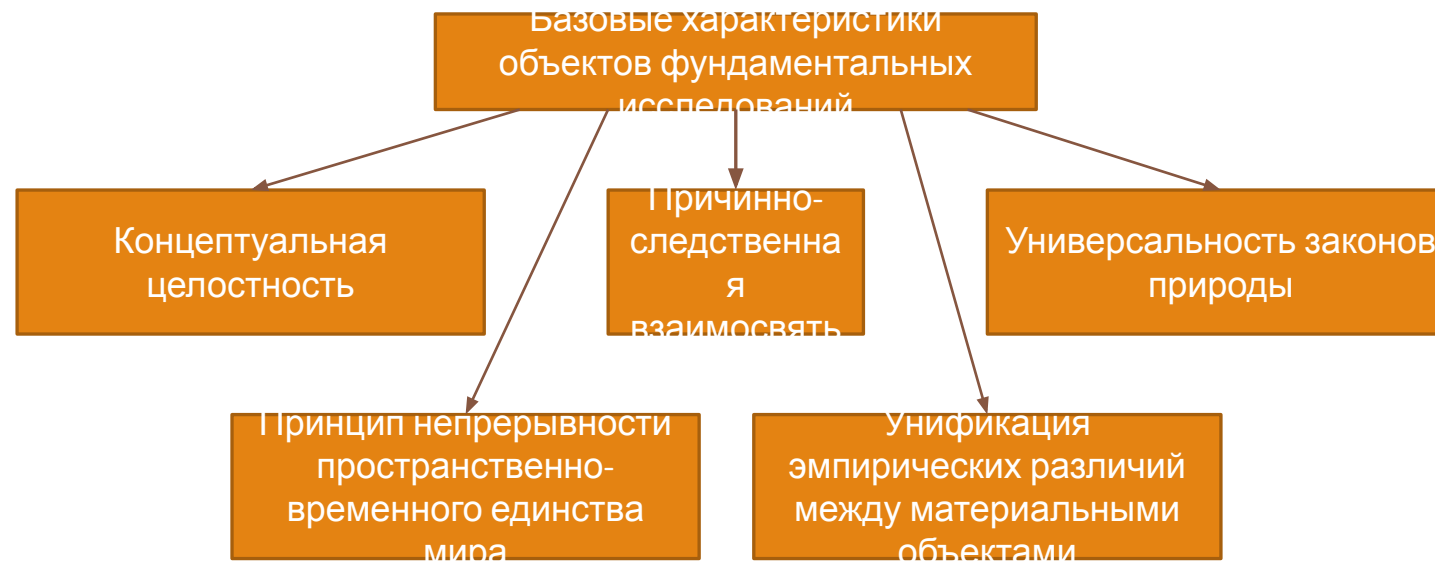 Базовые характеристики
объектов фундаментальных
исследований
Концептуальная
целостность
Причинно-
следственна
я
взаимосвять
Универсальность законов
природы
Принцип непрерывности
пространственно-
временного единства
мира
Унификация
эмпирических различий
между материальными
объектами